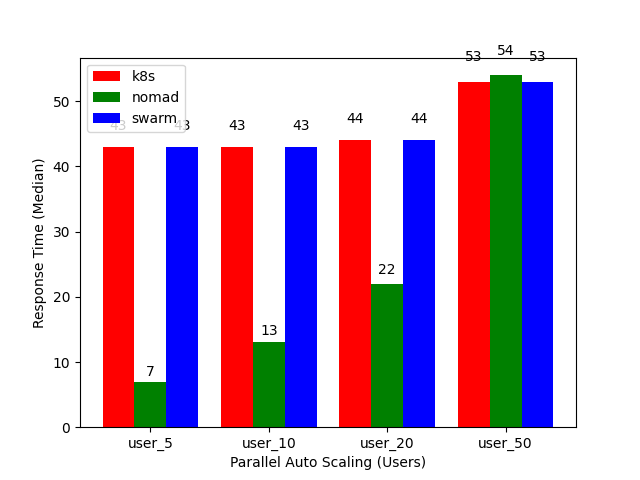 53
54
53
k8s
nomad
swarm
43
43
43
43
44
44
7
13
22
50
40
30
20
10
0
Response Time (Median)
user_5
user_10
user_20
user_50
Parallel Auto Scaling (Users)